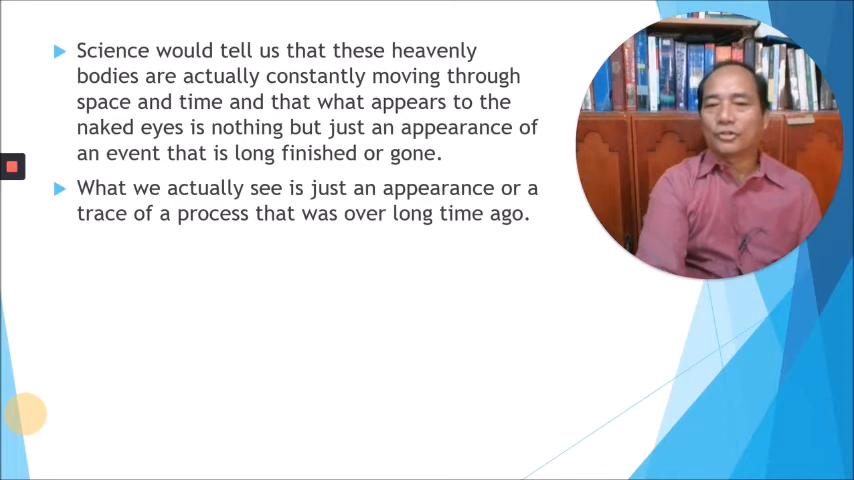 Science would tell us that these heavenly
bodies are actually constantly moving through
space and time and that what appears to the
naked eyes is nothing but just an appearance of
an event that is long finished or gone.
What we actually see is just an appearance or a
trace of a process that was over long time ago.